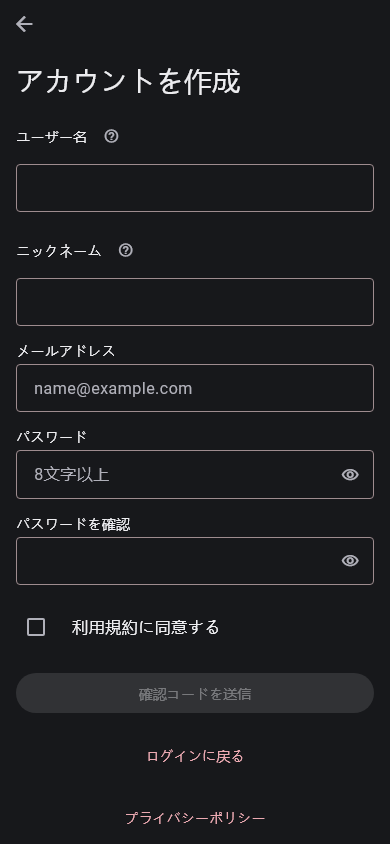 アカウントを作成
ユーザー名
ニックネーム
メールアドレス
name@example.com
パスワード
8文字以上
パスワードを確認
利用規約に同意する
確認コードを送信
ログインに戻る
プライバシーポリシー